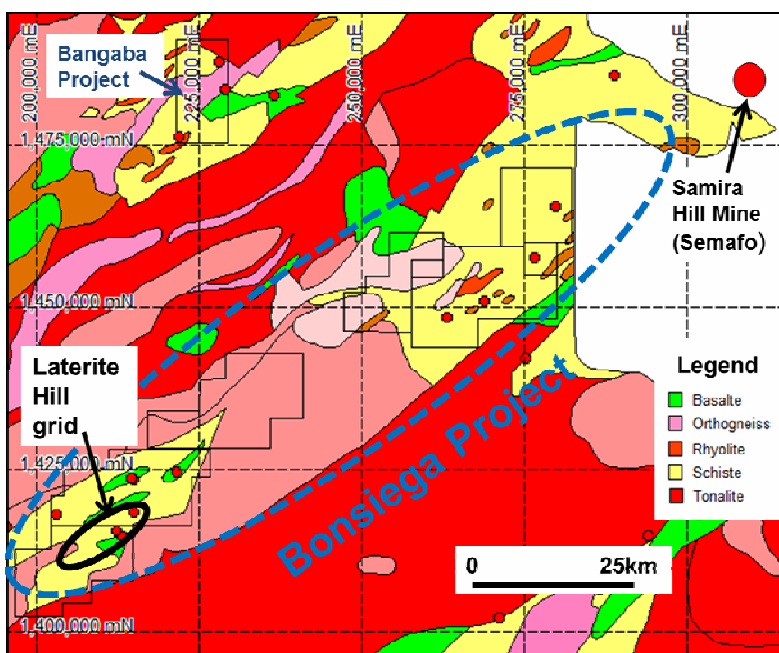 200,000 mE
225,000 mE
250,000 mE
275,000 mE
300,000 mE
Bangaba
Project
1,475,000 mN
Samira
Hill Mine
(Semafo)
1,450,000 mN
Laterite
Hill
grid
Legend
Basalte
Orthogneiss
Rhyolite
Schiste
Tonalite
1,425,000 mN
Bonsiega Project
0 25km
1,400,000 mN